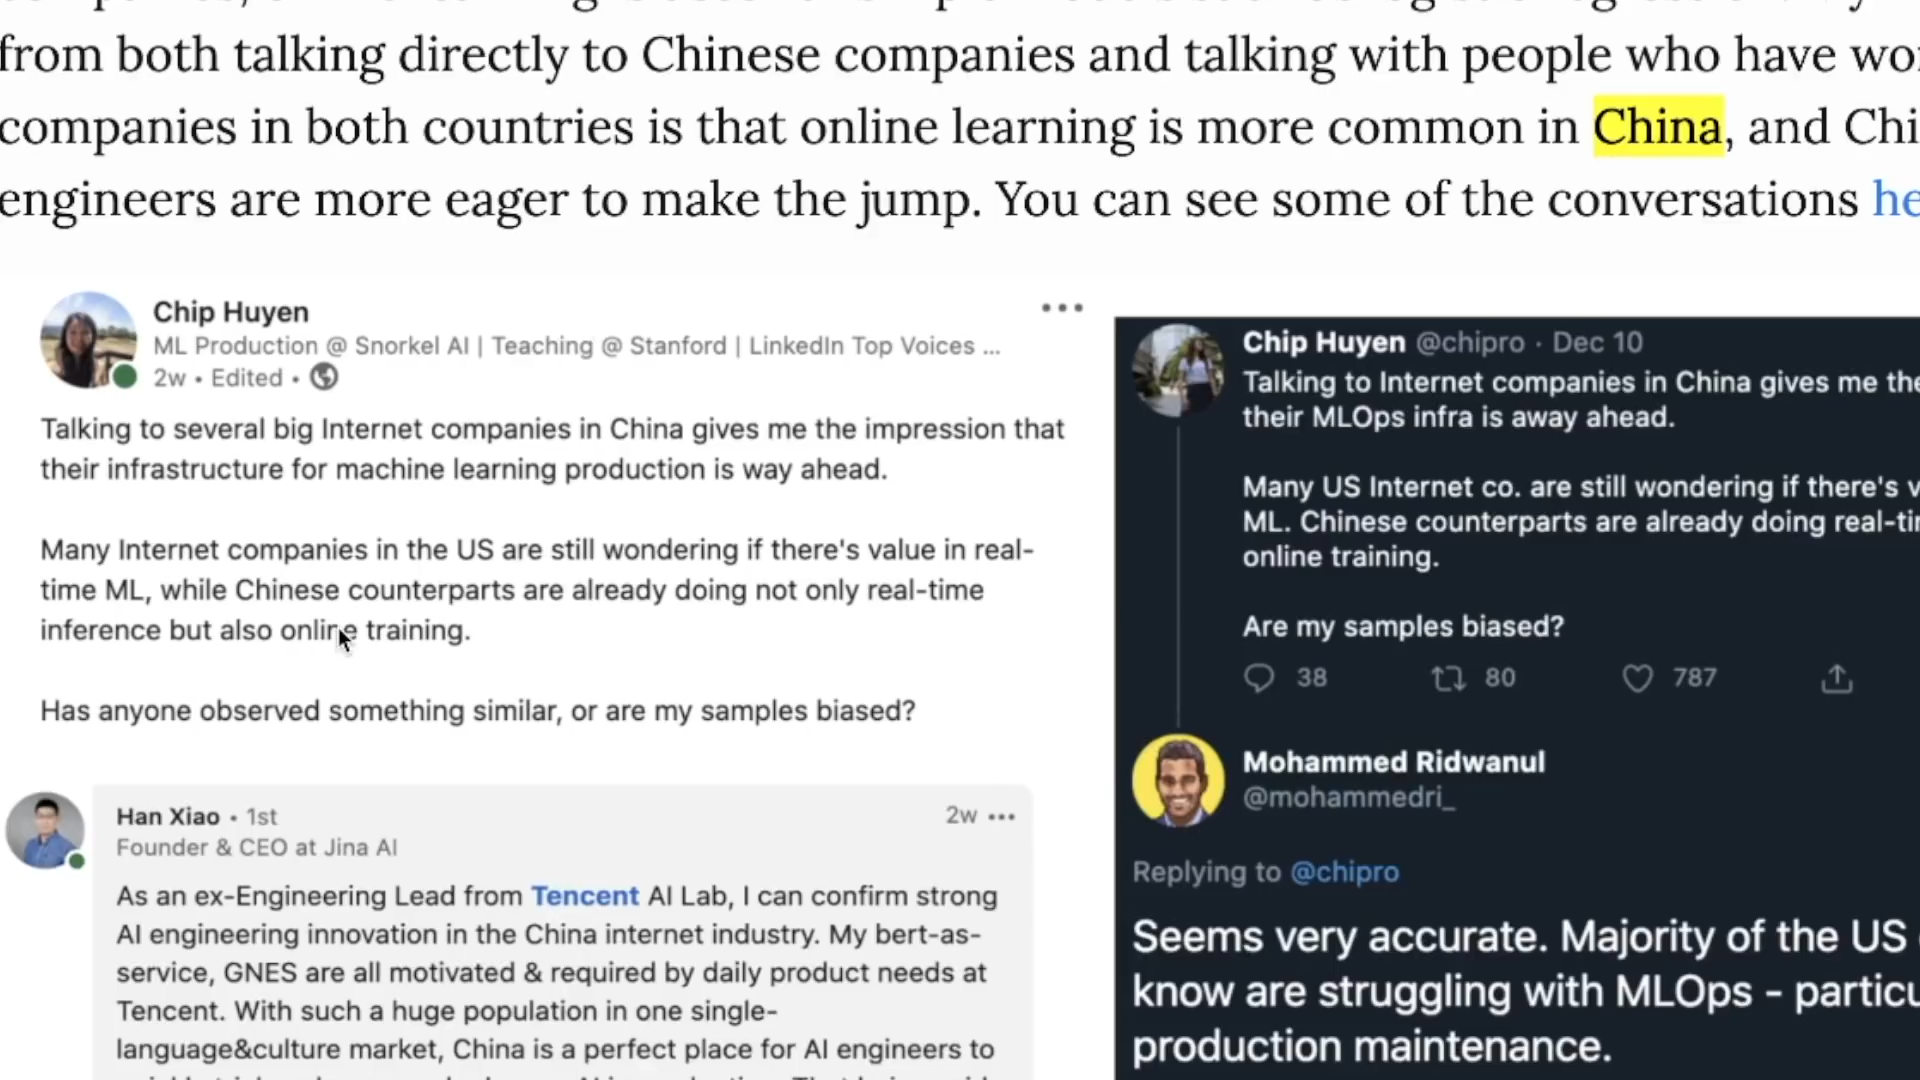 from both talking directly to Chinese companies and talking with people who have
companies in both countries is that online learning is more common in China, and
engineers are more eager to make the jump. You can see some of the conversations
Chip Huyen
ML Production @ Snorkel AI | Teaching @ Stanford | LinkedIn Top Voices ...
2w • Edited •
Talking to several big Internet companies in China gives me the impression that
their infrastructure for machine learning production is way ahead.
Many Internet companies in the US are still wondering if there's value in real-
time ML, while Chinese counterparts are already doing not only real-time
inference but also online training.
Has anyone observed something similar, or are my samples biased?
Han Xiao • 1st
2w
Founder & CEO at Jina AI
As an ex-Engineering Lead from Tencent AI Lab, I can confirm strong
AI engineering innovation in the China internet industry. My bert-as-
service, GNES are all motivated & required by daily product needs at
Tencent. With such a huge population in one single-
language&culture market, China is a perfect place for AI engineers to
Chip Huyen @chipro · Dec 10
Talking to Internet companies in China gives me the
their MLOps infra is away ahead.
Many US Internet co. are still wondering if there's
ML. Chinese counterparts are already doing
online training.
Are my samples biased?
38 80 787
Mohammed Ridwanul
@mohammedri_
Replying to @chipro
Seems very accurate. Majority of the US
know are struggling with MLOps -
production maintenance.